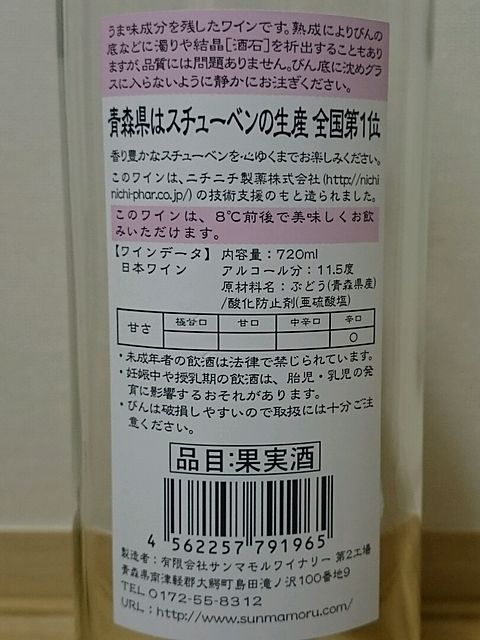 うま味成分を残したワインです。熟成によりびんの
底などに濁りや結晶[酒石]を析出することもあり
ますが、品質には問題ありません。びん底に沈めグラ
スに入らないように静かにお注ぎください。
青森県はスチューベンの生産 全国第1位
香り豊かなスチューベンを心ゆくまでお楽しみください。
このワインは、ニチニチ製薬株式会社(http://nichi
nichi-phar.co.jp/)の技術支援のもと造られました。
このワインは、8℃前後で美味しくお飲
みいただけます。
【ワインデータ】 内容量:720ml
日本ワイン アルコール分:11.5度
原材料名:ぶどう(青森県産)
/酸化防止剤(亜硫酸塩)
甘さ 極甘口 甘口 中辛口 辛口
○
・未成年者の飲酒は法律で禁じられています。
・妊娠中や授乳期の飲酒は、胎児・乳児の発
育に影響するおそれがあります。
・びんは破損しやすいので取扱には十分ご注
意ください。
品目:果実酒
4 562257 791965
製造者:有限会社サンマモルワイナリー 第2工場
青森県南津軽郡大鰐町島田滝ノ沢100番地9
TEL 0172-55-8312
URL:http://www.sunmamoru.com/